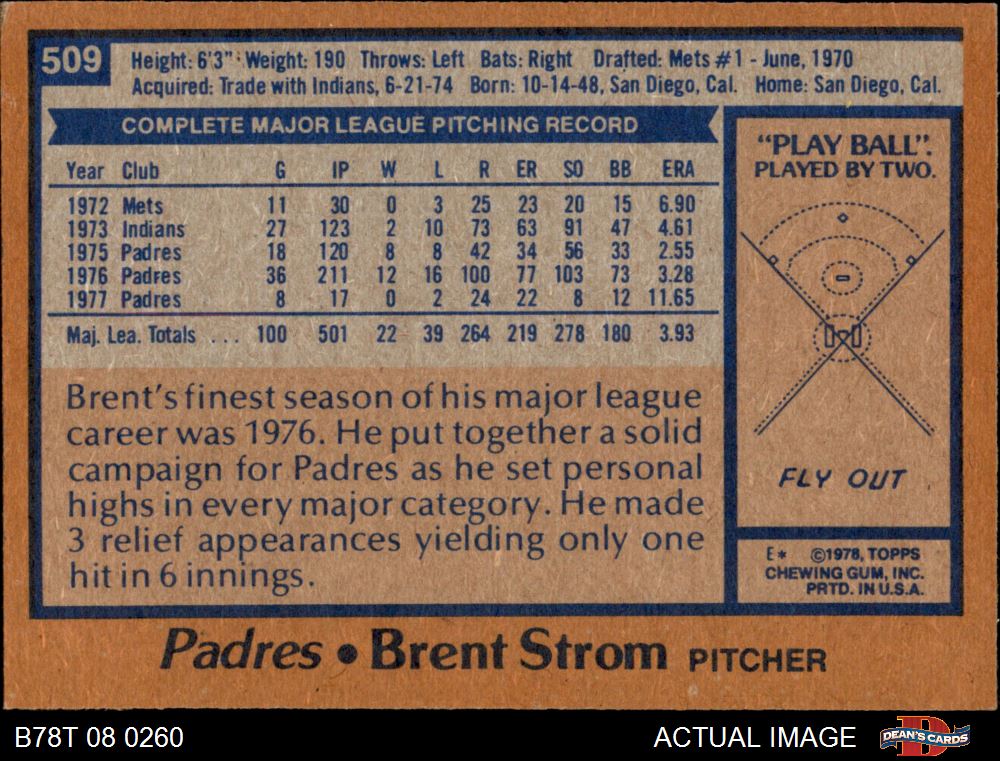 509
Height: 6'3" · Weight: 190 Throws: Left Bats: Right Drafted: Mets #1 - June, 1970
Acquired: Trade with Indians, 6-21-74 Born: 10-14-48, San Diego, Cal. Home: San Diego, Cal.
COMPLETE MAJOR LEAGUE PITCHING RECORD
Year Club G IP W L R ER SO BB ERA
1972 Mets 11 30 0 3 25 23 20 15 6.90
1973 Indians 27 123 2 10 73 63 91 47 4.61
1975 Padres 18 120 8 8 42 34 56 33 2.55
1976 Padres 36 211 12 16 100 77 103 73 3.28
1977 Padres 8 17 0 2 24 22 8 12 11.65
Maj. Lea. Totals ... 100 501 22 39 264 219 278 180 3.93
Brent's finest season of his major league
career was 1976. He put together a solid
campaign for Padres as he set personal
highs in every major category. He made
3 relief appearances yielding only one
hit in 6 innings.
"PLAY BALL".
PLAYED BY TWO.
FLY OUT
E* ©1978, TOPPS
CHEWING GUM, INC.
PRTD. IN U.S.A.
Padres • Brent Strom PITCHER
B78T 08 0260 ACTUAL IMAGE
D
DEAN'S CARDS